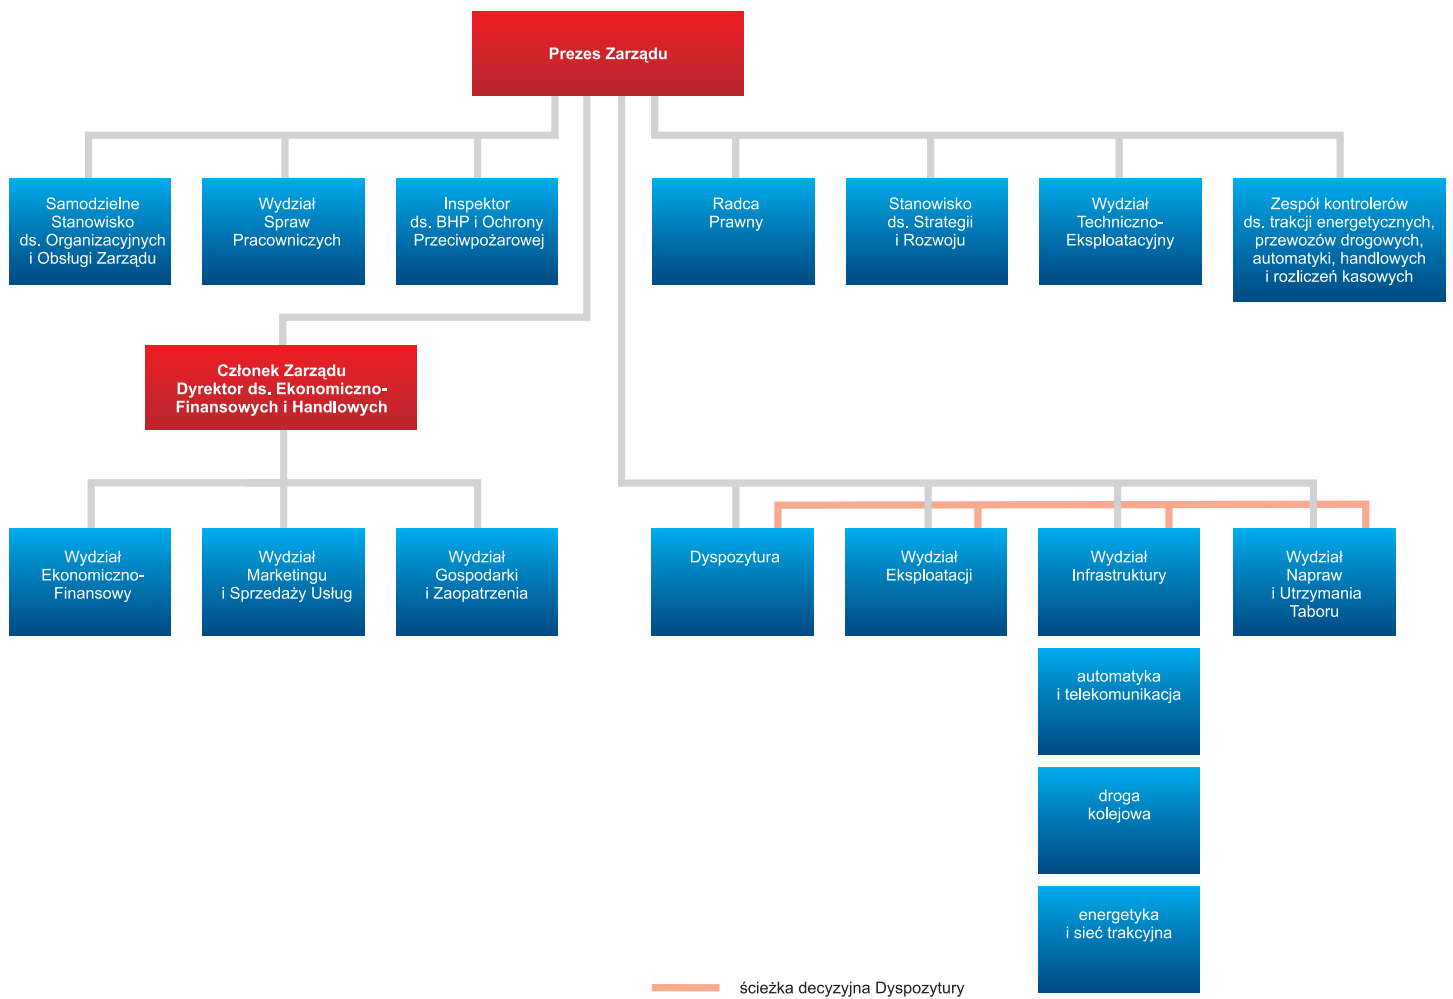 Prezes Zarządu
Samodzielne
Stanowisko
ds. Organizacyjnych
i Obsługi Zarządu
Wydział
Spraw
Pracowniczych
Inspektor
ds. BHP i Ochrony
Przeciwpożarowej
Radca
Prawny
Stanowisko
ds. Strategii
i Rozwoju
Wydział
Techniczno-
Eksploatacyjny
Zespół kontrolerów
ds. trakcji energetycznych,
przewozów drogowych,
automatyki, handlowych
i rozliczeń kasowych
Członek Zarządu
Dyrektor ds. Ekonomiczno-
Finansowych i Handlowych
Wydział
Ekonomiczno-
Finansowy
Wydział
Marketingu
i Sprzedaży Usług
Wydział
Gospodarki
i Zaopatrzenia
Dyspozytura
Wydział
Eksploatacji
Wydział
Infrastruktury
Wydział
Napraw
i Utrzymania
Taboru
automatyka
i telekomunikacja
droga
kolejowa
energetyka
i sieć trakcyjna
ścieżka decyzyjna Dyspozytury